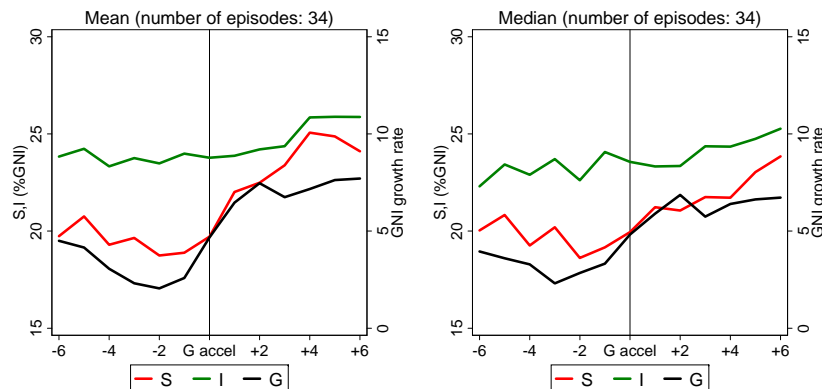 Mean (number of episodes: 34)
30
25
20
15
S,I (%GNI)
15
10
5
0
GNI growth rate
-6 -4 -2 G accel +2 +4 +6
S I G
Median (number of episodes: 34)
30
25
20
15
S,I (%GNI)
15
10
5
0
GNI growth rate
-6 -4 -2 G accel +2 +4 +6
S I G